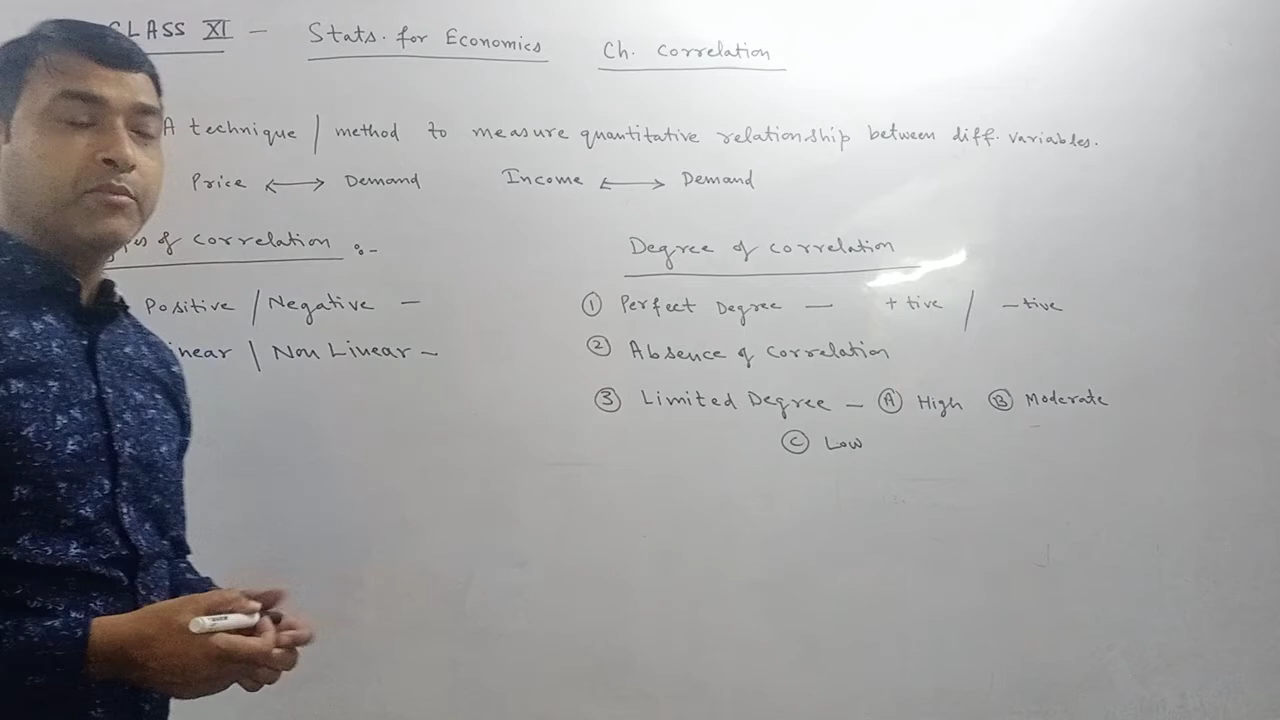 CLASS XI - Stats. for Economics Ch. Correlation
A technique / method to measure quantitative relationship between diff. variables.
Price ⟷ Demand Income ⟷ Demand
of correlation :-
Degree of correlation
Positive / Negative —
① Perfect Degree — + tive / - tive
Non Linear –
② Absence of correlation
③ Limited Degree – Ⓐ High Ⓑ Moderate
Ⓒ Low